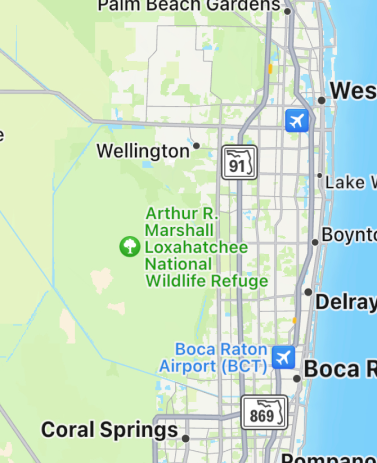 Palm Beach Gardens
Wes
e
Wellington
91
Lake W
Arthur R.
Marshall
Loxahatchee
National
Wildlife Refuge
Boynto
Delray
Boca Raton
Airport (BCT)
Boca R
869
Coral Springs
Pompano